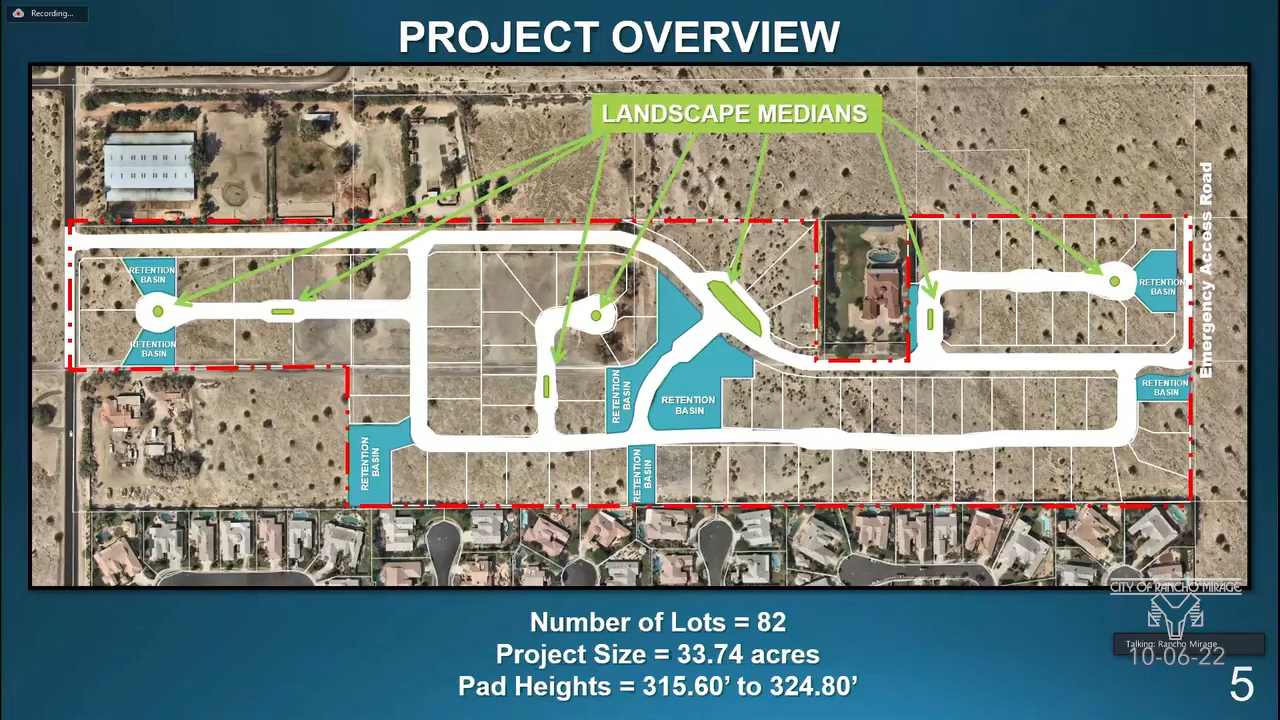 Recording...
PROJECT OVERVIEW
LANDSCAPE MEDIANS
Emergency Access Road
RETENTION
BASIN
RETENTION
BASIN
RETENTION
BASIN
RETENTION
BASIN
RETENTION
BASIN
RETENTION
BASIN
RETENTION
BASIN
RETENTION
BASIN
Number of Lots = 82
Project Size = 33.74 acres
Pad Heights = 315.60’ to 324.80’
CITY OF RANCHO MIRAGE
Talking: Rancho Mirage
10-06-22
5